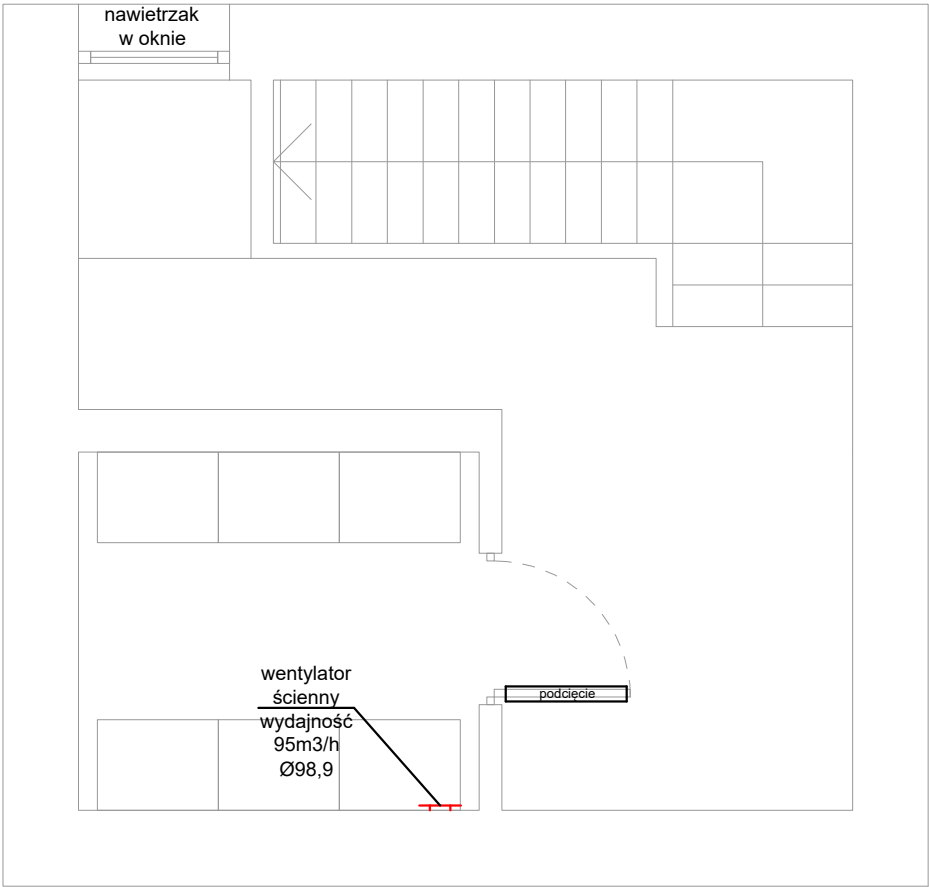 nawietrzak
w oknie
wentylator
ścienny
wydajność
95m3/h
Ø98,9
podcięcie